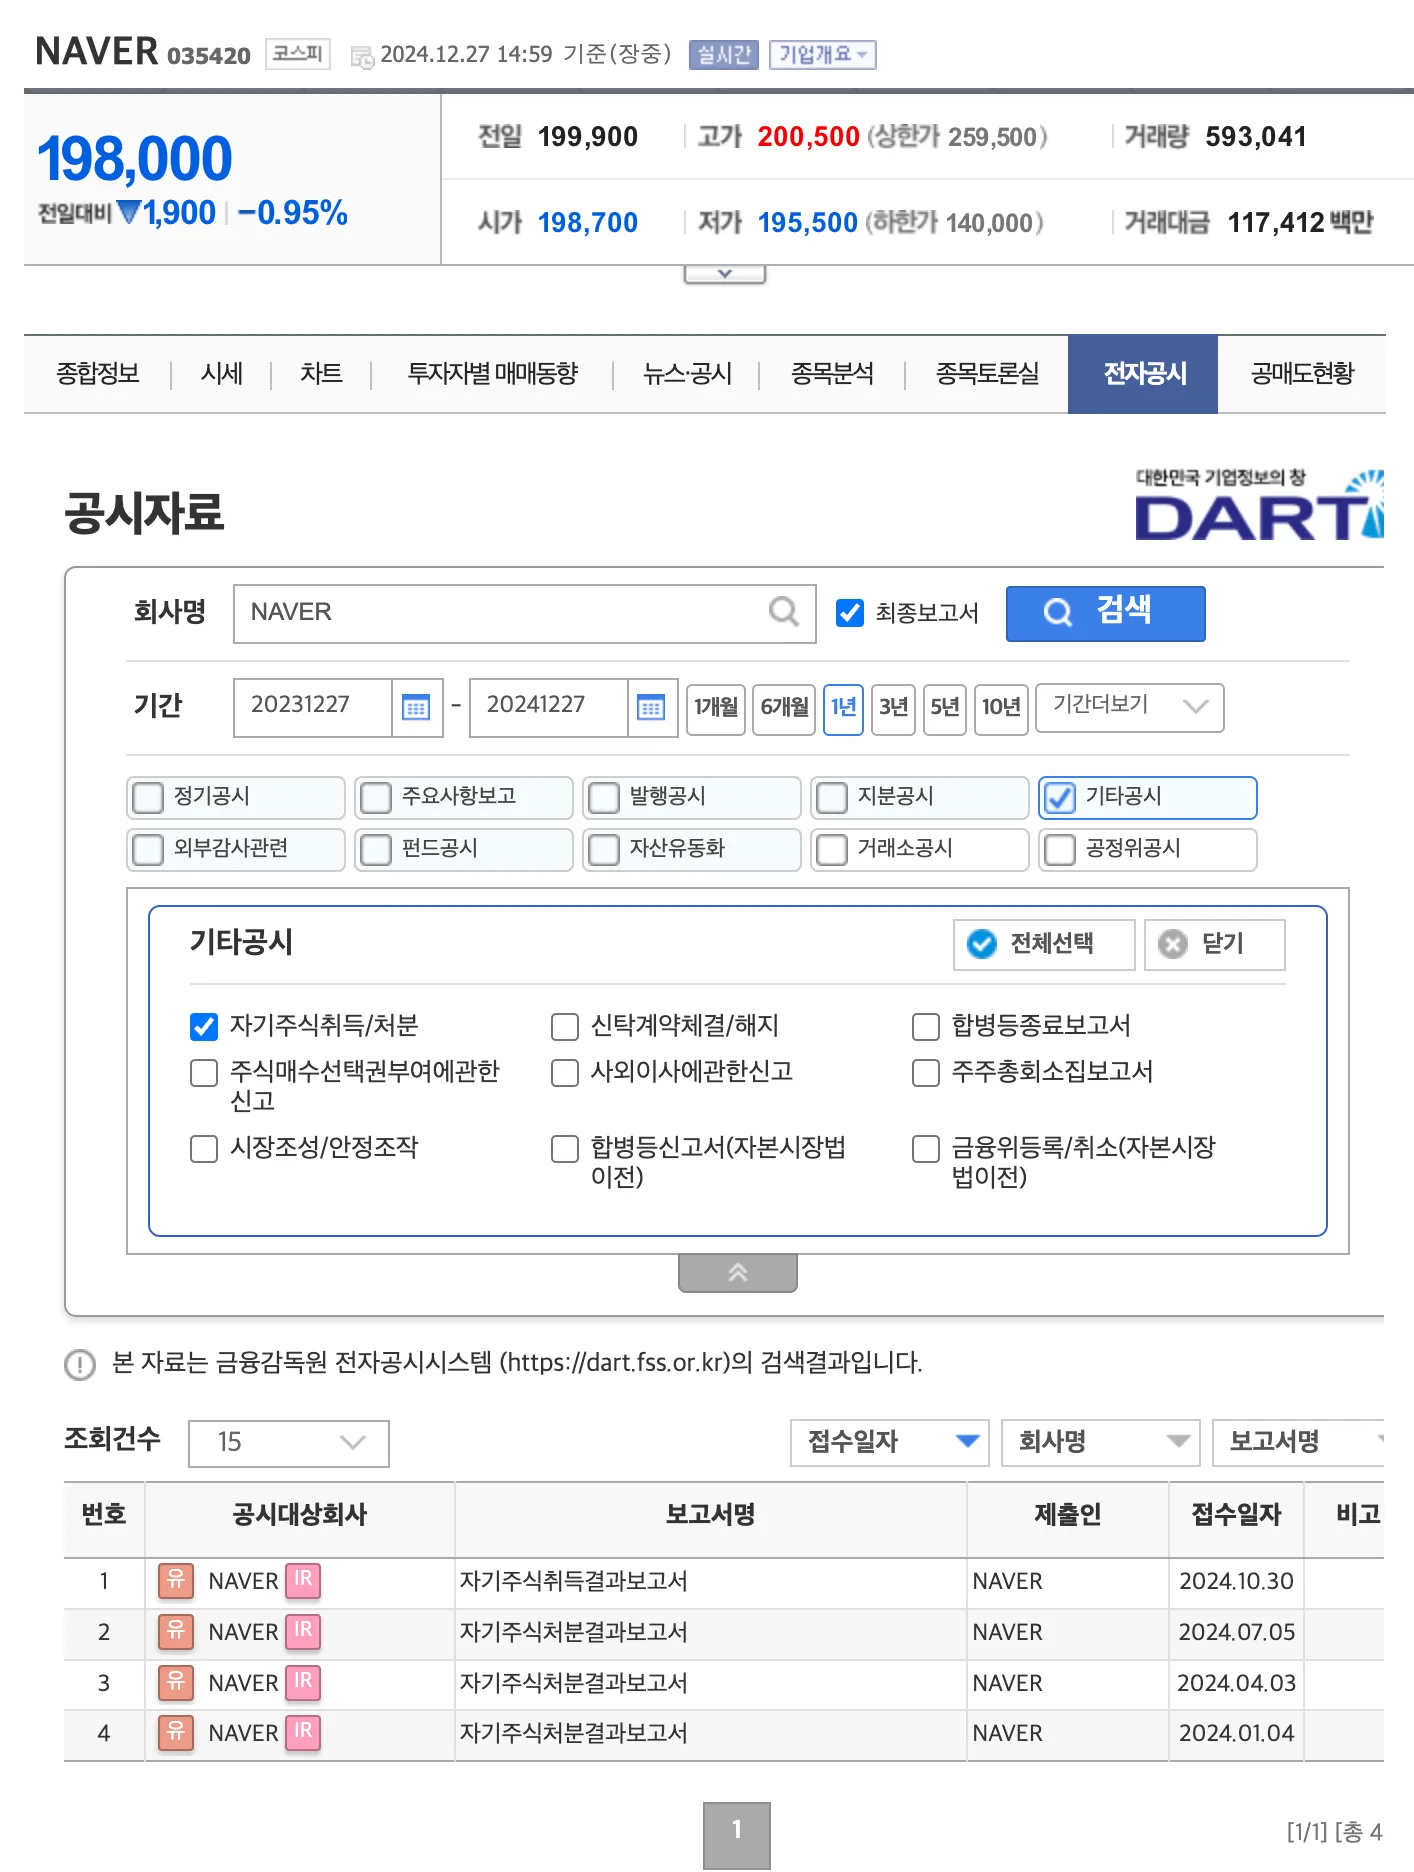 NAVER 035420 코스피 2024.12.27 14:59 기준(장중) 실시간 기업개요
198,000
전일대비 ▼1,900 -0.95%
전일 199,900 고가 200,500 (상한가 259,500) 거래량 593,041
시가 198,700 저가 195,500 (하한가 140,000) 거래대금 117,412 백만
종합정보 시세 차트 투자자별 매매동향 뉴스·공시 종목분석 종목토론실 전자공시 공매도현황
대한민국 기업정보의 창
DART
공시자료
회사명 NAVER 최종보고서 검색
기간 20231227 - 20241227 1개월 6개월 1년 3년 5년 10년 기간더보기
정기공시 주요사항보고 발행공시 지분공시 기타공시
외부감사관련 펀드공시 자산유동화 거래소공시 공정위공시
기타공시 전체선택 닫기
자기주식취득/처분 신탁계약체결/해지 합병등종료보고서
주식매수선택권부여에관한 사외이사에관한신고 주주총회소집보고서
신고
시장조성/안정조작 합병등신고서(자본시장법 금융위등록/취소(자본시장
이전) 법이전)
본 자료는 금융감독원 전자공시시스템 (https://dart.fss.or.kr)의 검색결과입니다.
조회건수 15 접수일자 회사명 보고서명
번호 공시대상회사 보고서명 제출인 접수일자 비고
1 유 NAVER IR 자기주식취득결과보고서 NAVER 2024.10.30
2 유 NAVER IR 자기주식처분결과보고서 NAVER 2024.07.05
3 유 NAVER IR 자기주식처분결과보고서 NAVER 2024.04.03
4 유 NAVER IR 자기주식처분결과보고서 NAVER 2024.01.04
1 [1/1] [총 4